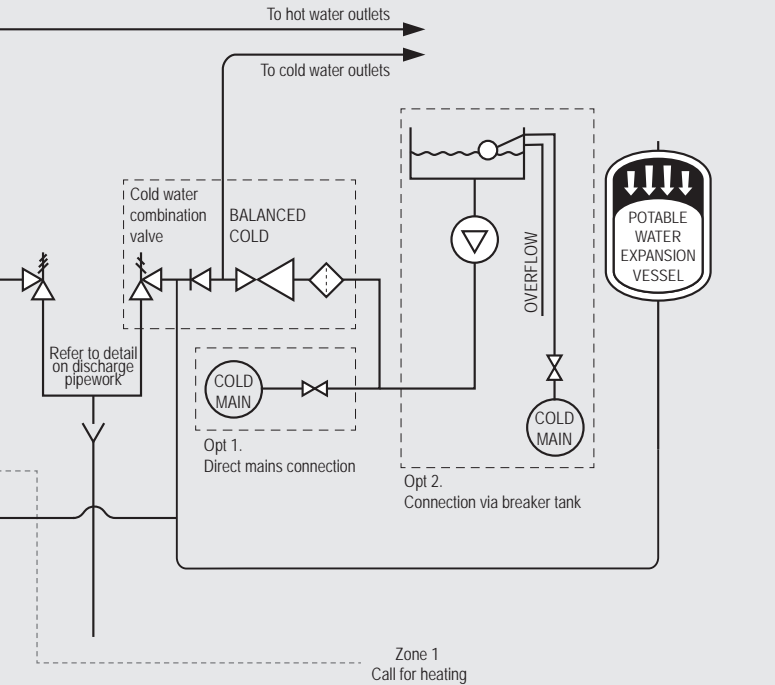 To hot water outlets
To cold water outlets
Cold water
combination
valve
BALANCED
COLD
OVERFLOW
POTABLE
WATER
EXPANSION
VESSEL
Refer to detail
on discharge
pipework
COLD
MAIN
Opt 1.
Direct mains connection
COLD
MAIN
Opt 2.
Connection via breaker tank
Zone 1
Call for heating